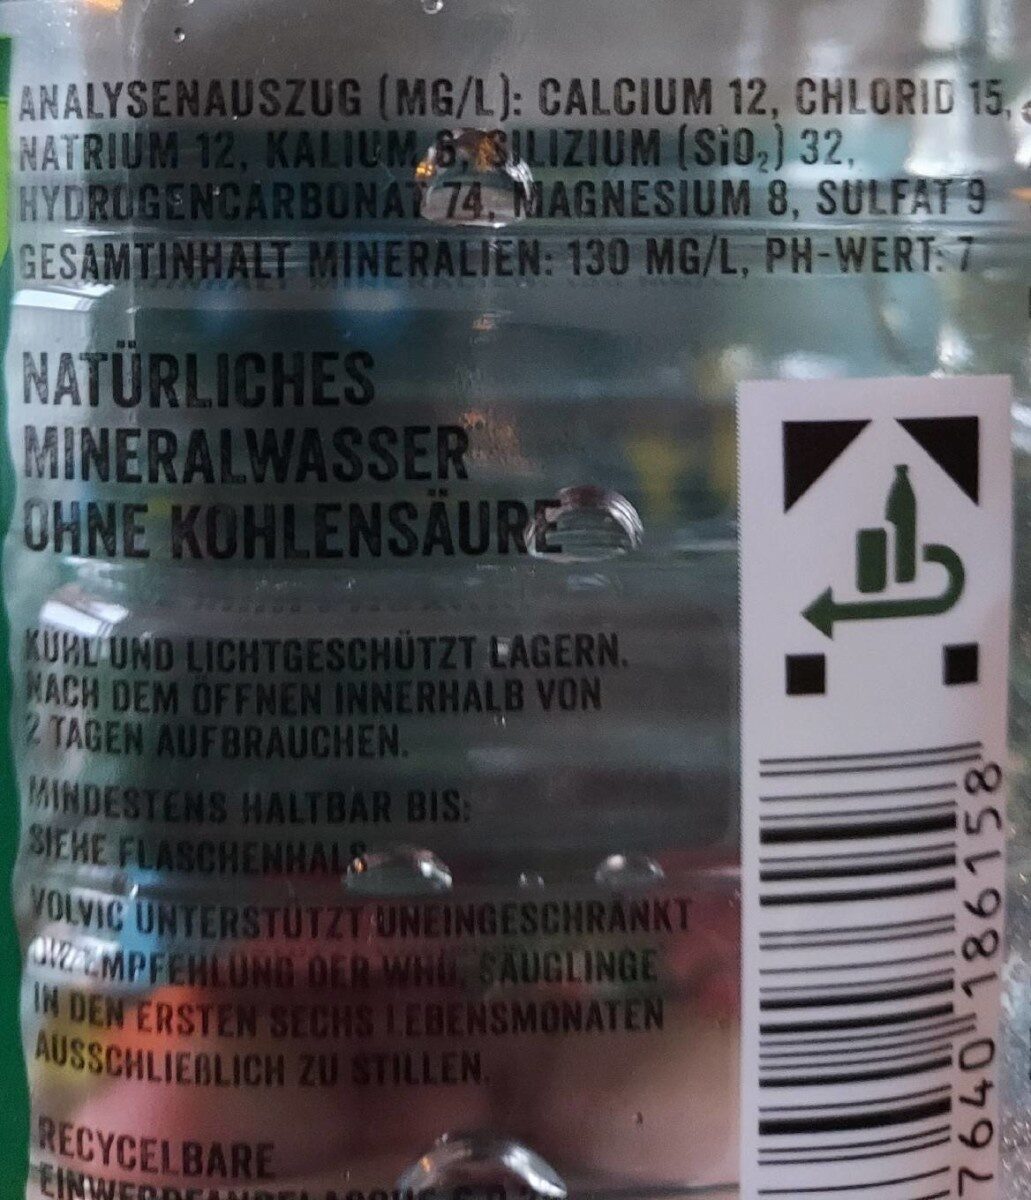 ANALYSENAUSZUG (MG/L): CALCIUM 12, CHLORID 15,
NATRIUM 12, KALIUM 6, SILIZIUM (SiO₂) 32,
HYDROGENCARBONAT 74, MAGNESIUM 8, SULFAT 9
GESAMTINHALT MINERALIEN: 130 MG/L, PH-WERT: 7
NATÜRLICHES
MINERALWASSER
OHNE KOHLENSÄURE
KÜHL UND LICHTGESCHÜTZT LAGERN.
NACH DEM ÖFFNEN INNERHALB VON
2 TAGEN AUFBRAUCHEN.
MINDESTENS HALTBAR BIS:
SIEHE FLASCHENHALS
VOLVIC UNTERSTÜTZT UNEINGESCHRÄNKT
EMPFEHLUNG DER WHO, SÄUGLINGE
IN DEN ERSTEN SECHS LEBENSMONATEN
AUSSCHLIEßLICH ZU STILLEN.
RECYCELBARE
7640 186158